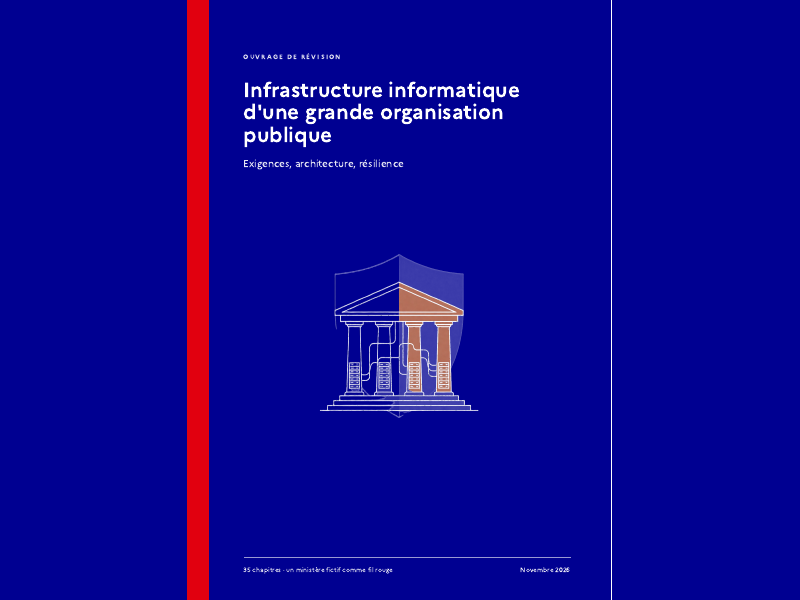 OUVRAGE DE RÉVISION
Infrastructure informatique
d'une grande organisation
publique
Exigences, architecture, résilience
35 chapitres · un ministère fictif comme fil rouge
Novembre 2026